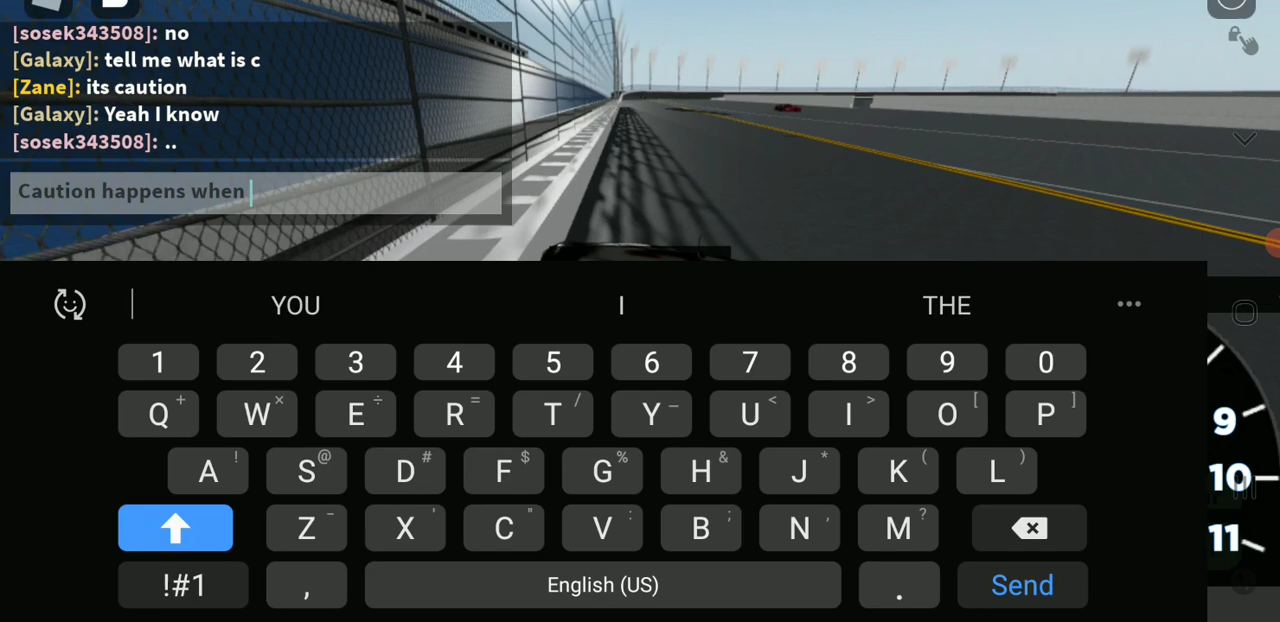 [sosek343508]: no
[Galaxy]: tell me what is c
[Zane]: its caution
[Galaxy]: Yeah I know
[sosek343508]: ..
Caution happens when
YOU I THE •••
1 2 3 4 5 6 7 8 9 0
Q + W × E ÷ R = T / Y – U < I > O [ P ]
A ! S @ D # F $ G % H & J * K ( L )
Z - X ' C " V : B ; N , M ?
!#1 , English (US) . Send
9
10
11